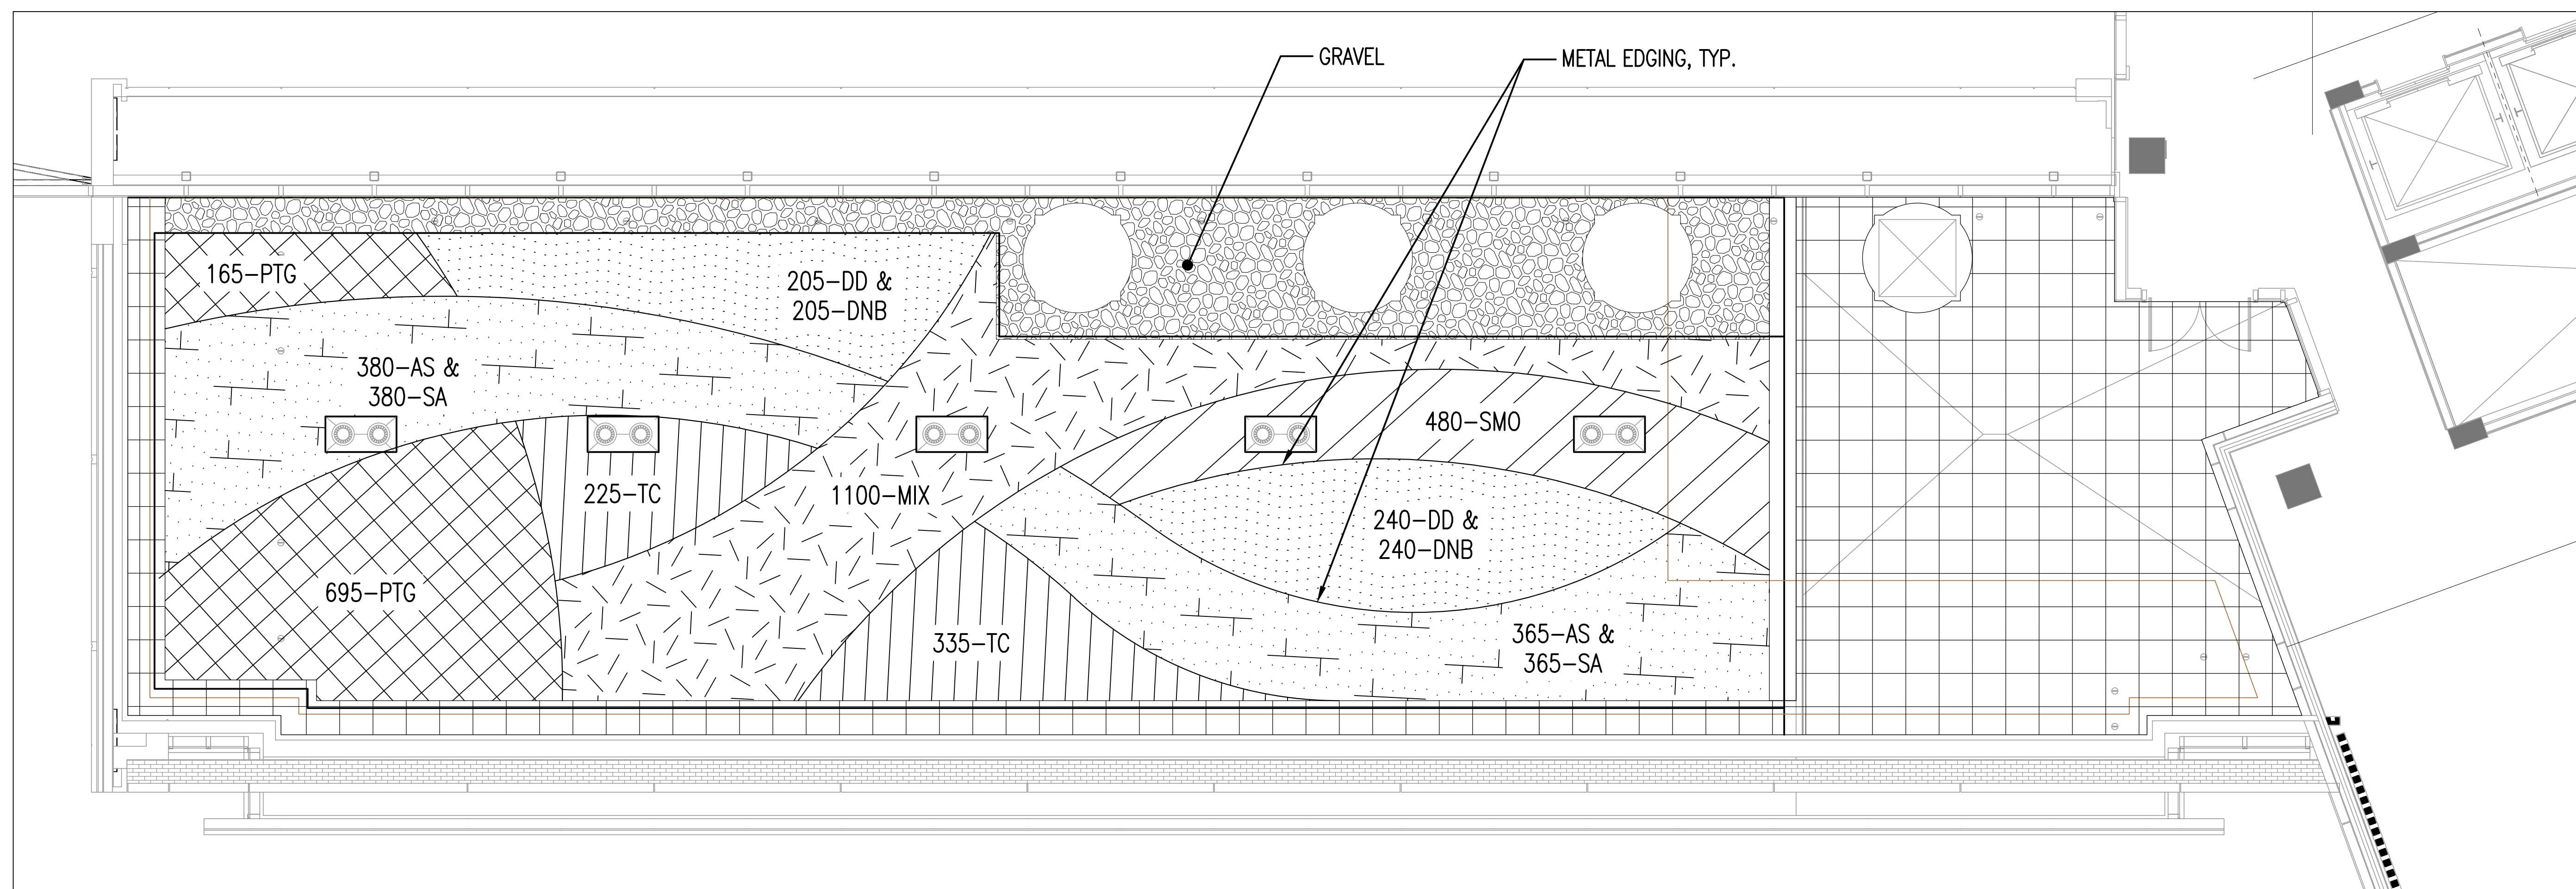 GRAVEL
METAL EDGING, TYP.
165-PTG
205-DD &
205-DNB
380-AS &
380-SA
480-SMO
225-TC
1100-MIX
240-DD &
240-DNB
695-PTG
335-TC
365-AS &
365-SA